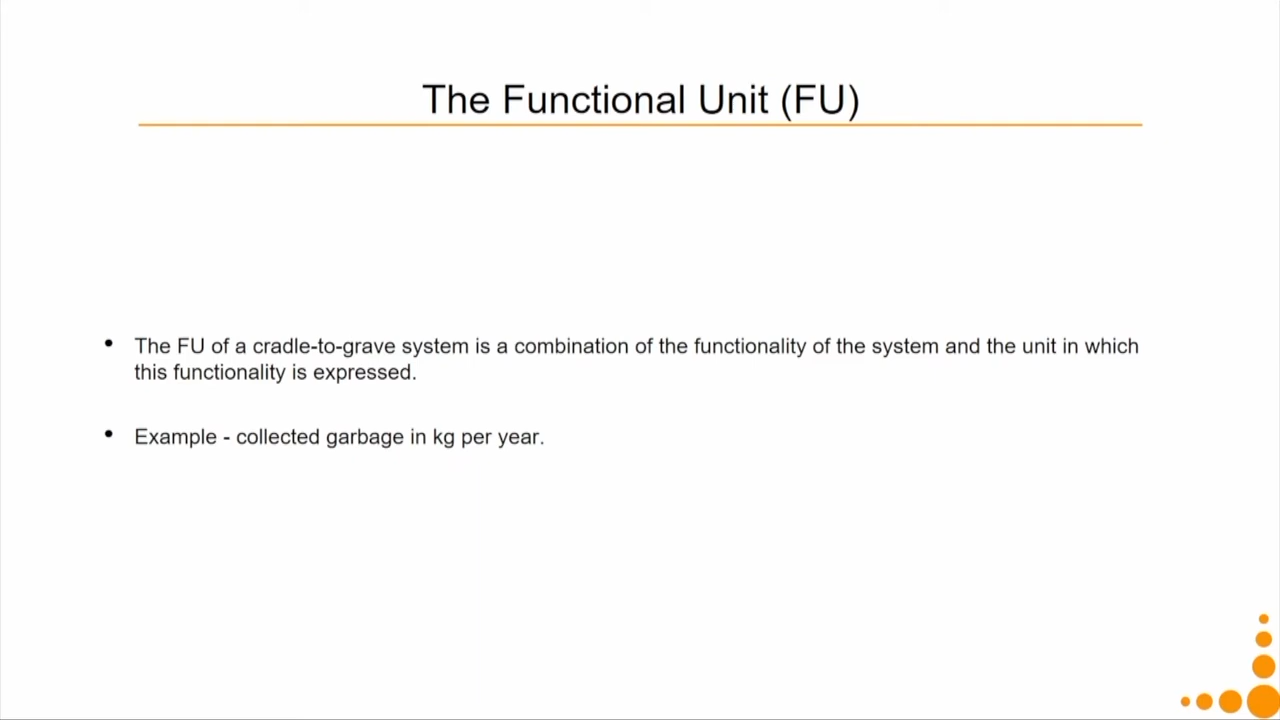 The Functional Unit (FU)
• The FU of a cradle-to-grave system is a combination of the functionality of the system and the unit in which
this functionality is expressed.
• Example - collected garbage in kg per year.